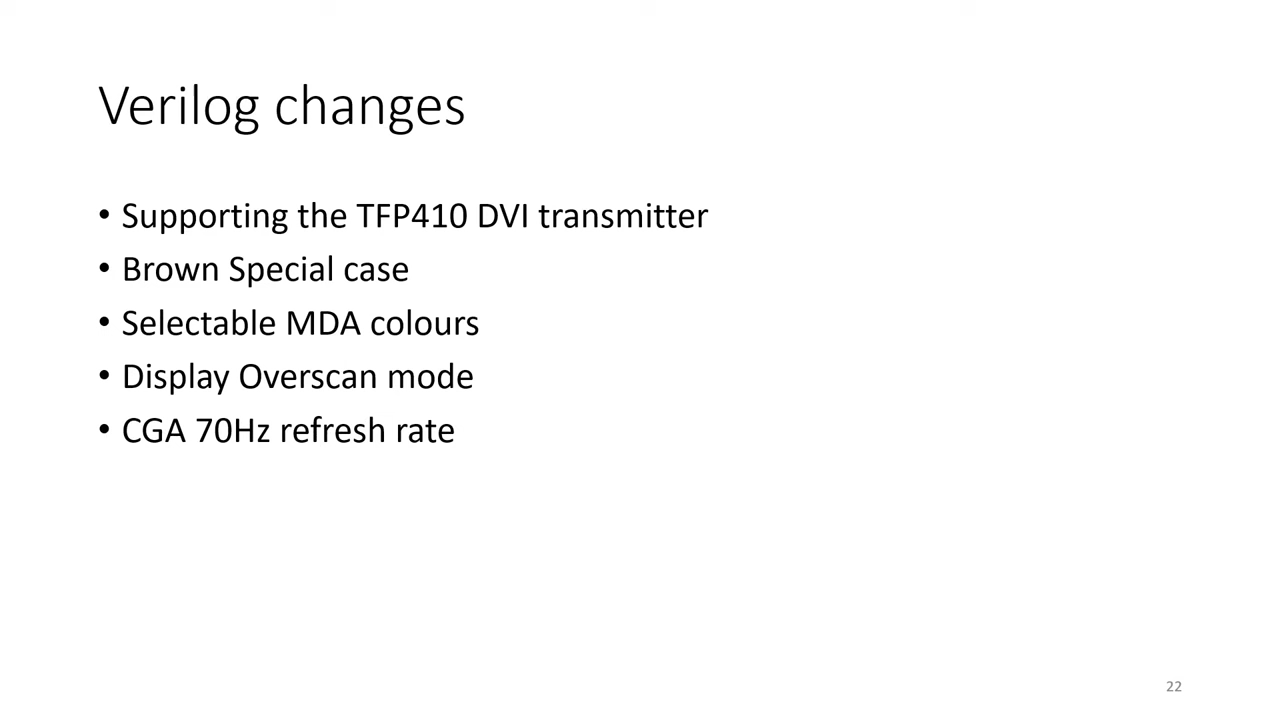 Verilog changes
• Supporting the TFP410 DVI transmitter
• Brown Special case
• Selectable MDA colours
• Display Overscan mode
• CGA 70Hz refresh rate
22